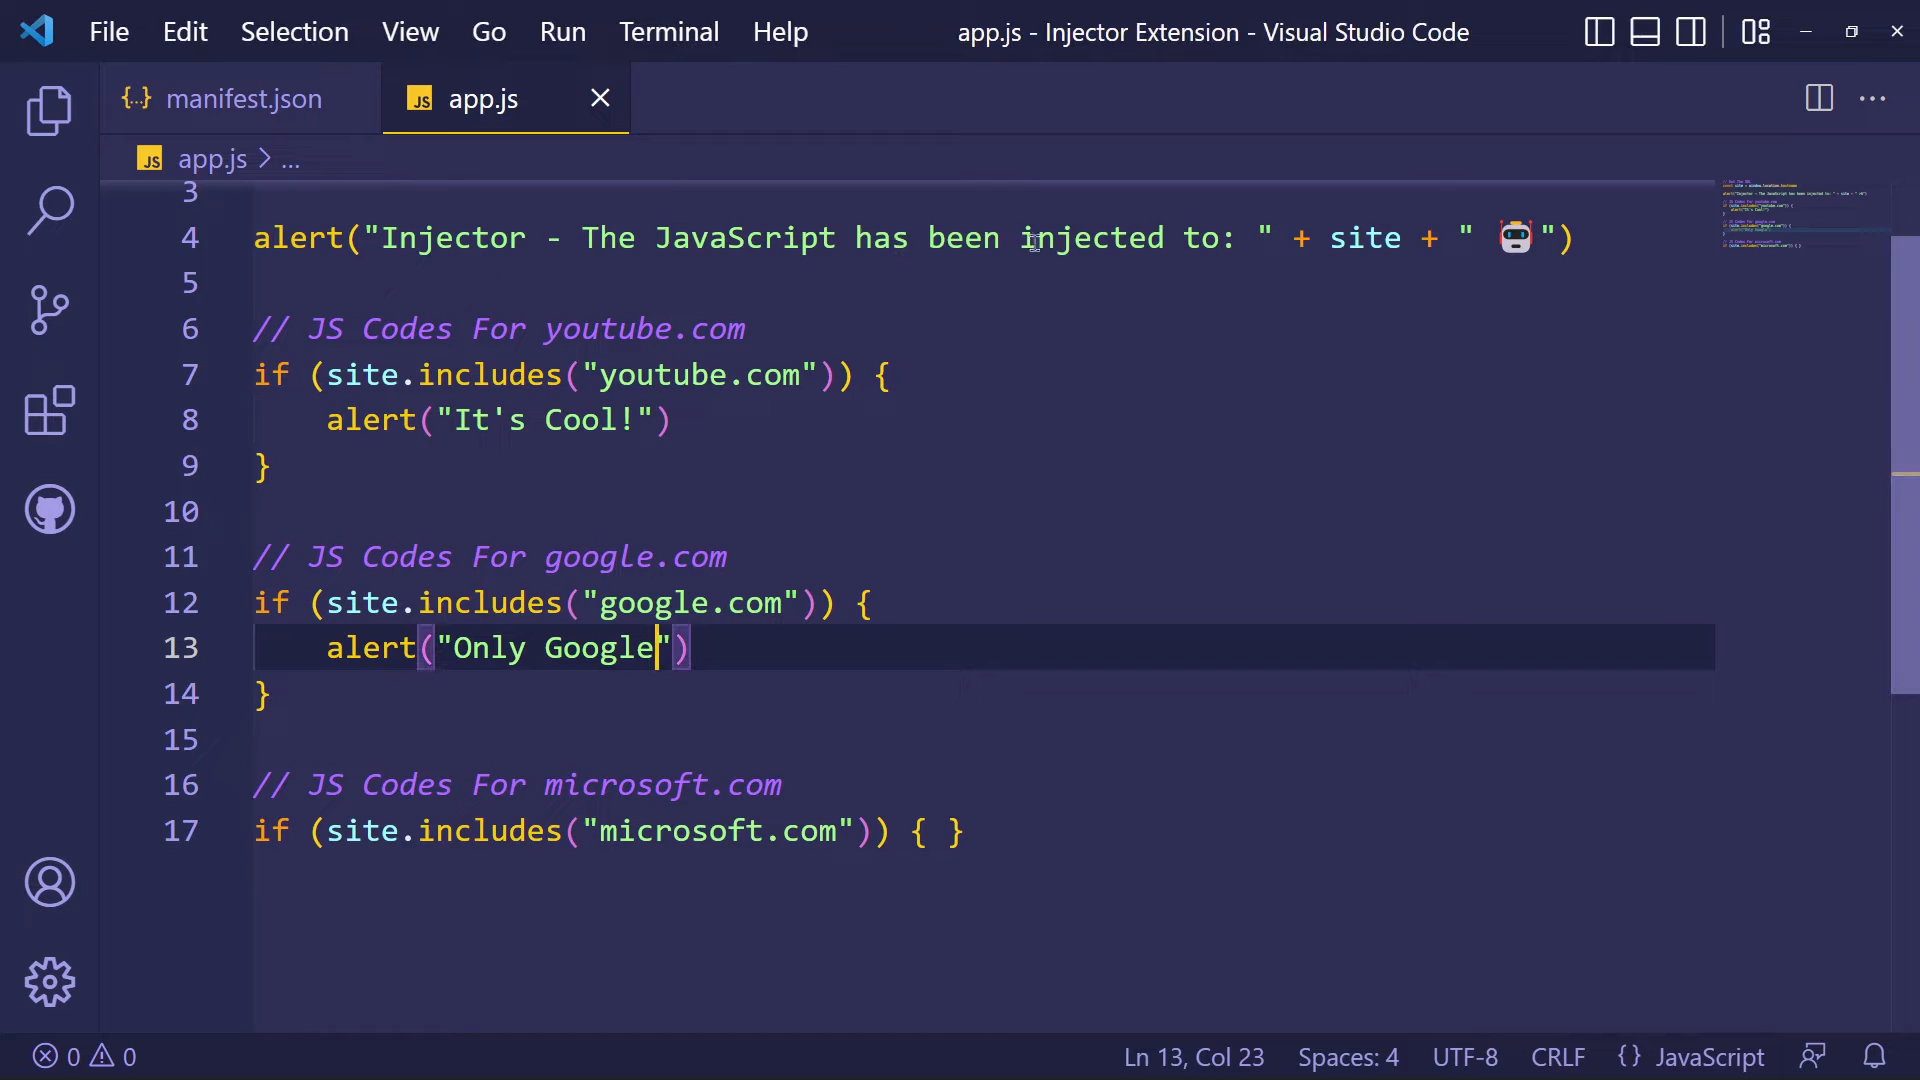 File Edit Selection View Go Run Terminal Help app.js - Injector Extension - Visual Studio Code
{..} manifest.json JS app.js
JS app.js > ...
3
4 alert("Injector - The JavaScript has been injected to: " + site + " 🤖")
5
6 // JS Codes For youtube.com
7 if (site.includes("youtube.com")) {
8 alert("It's Cool!")
9 }
10
11 // JS Codes For google.com
12 if (site.includes("google.com")) {
13 alert("Only Google")
14 }
15
16 // JS Codes For microsoft.com
17 if (site.includes("microsoft.com")) { }
0 0 Ln 13, Col 23 Spaces: 4 UTF-8 CRLF {} JavaScript